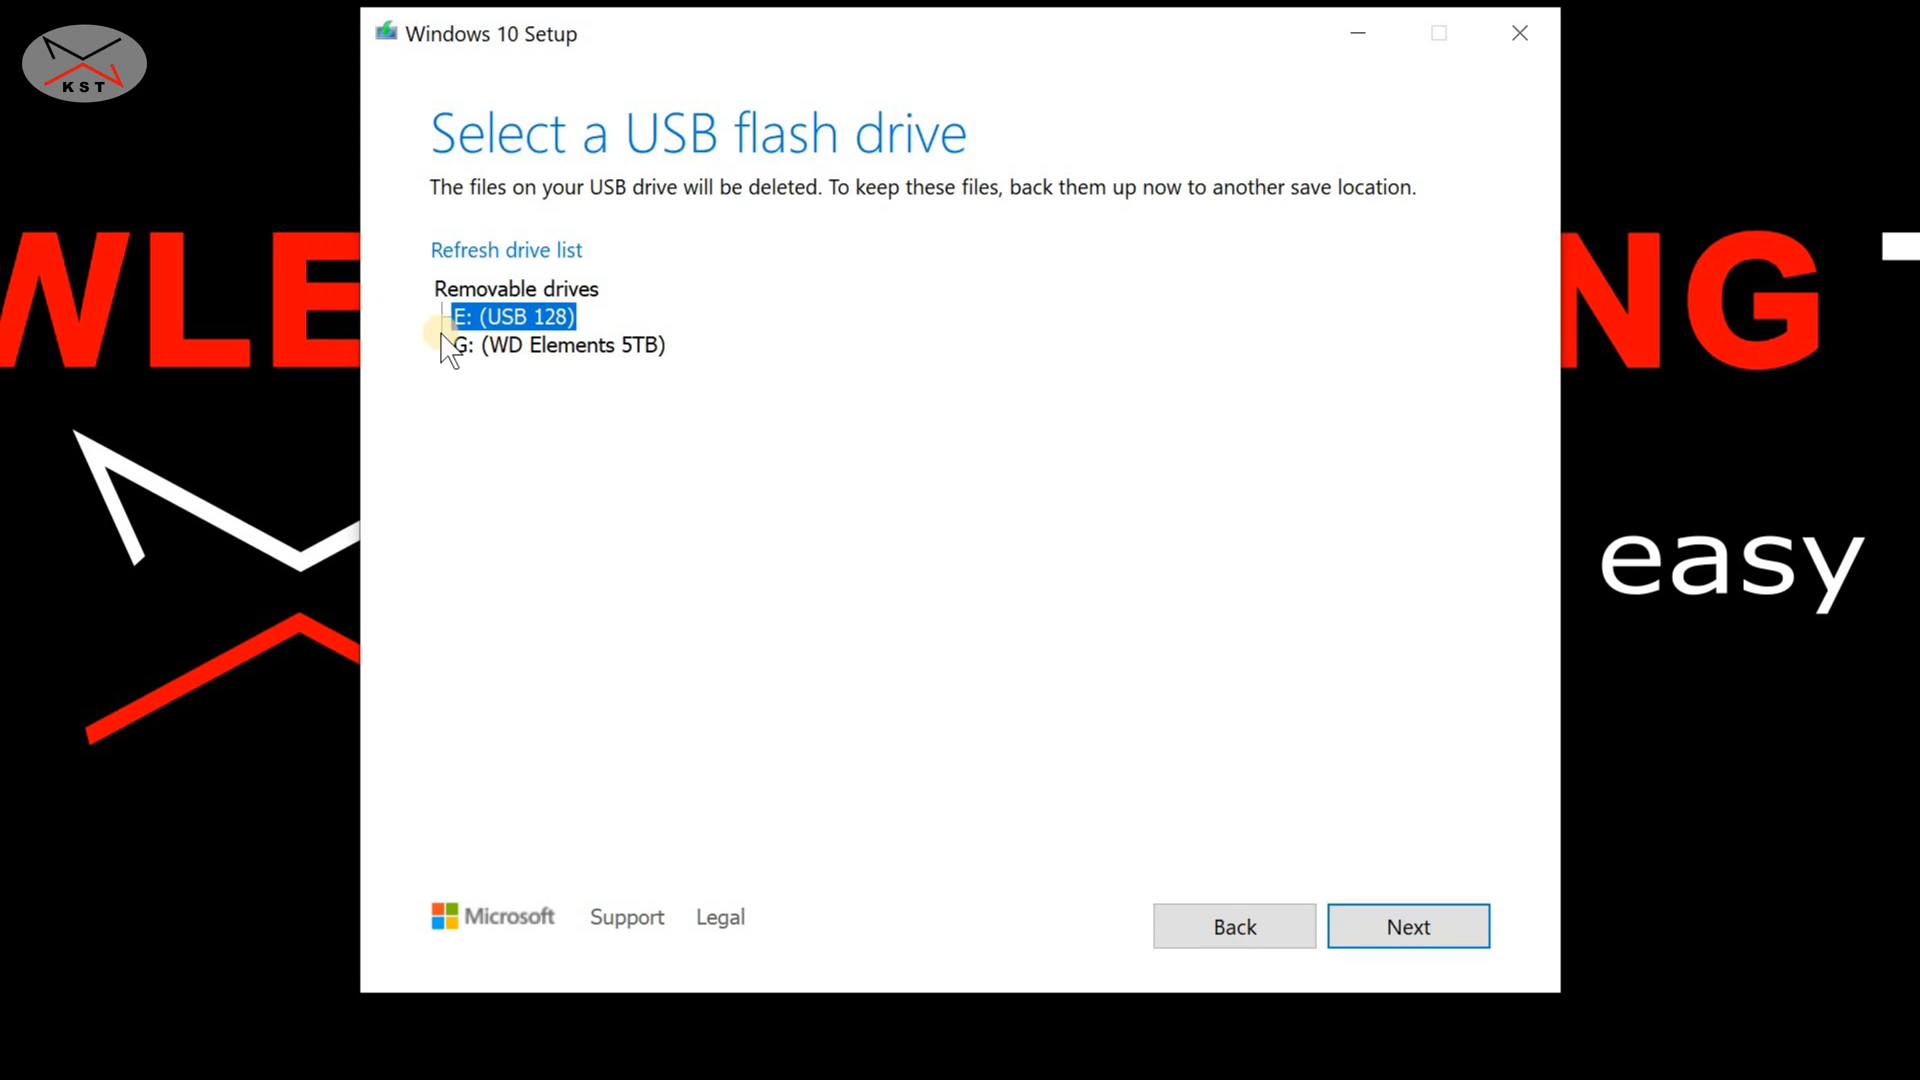 KST
Windows 10 Setup
Select a USB flash drive
The files on your USB drive will be deleted. To keep these files, back them up now to another save location.
Refresh drive list
Removable drives
E: (USB 128)
G: (WD Elements 5TB)
WLE
NG T
easy
Microsoft
Support
Legal
Back
Next